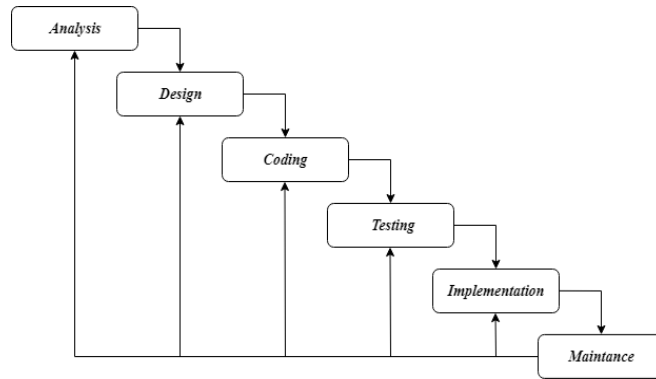 Analysis
Design
Coding
Testing
Implementation
Maintance